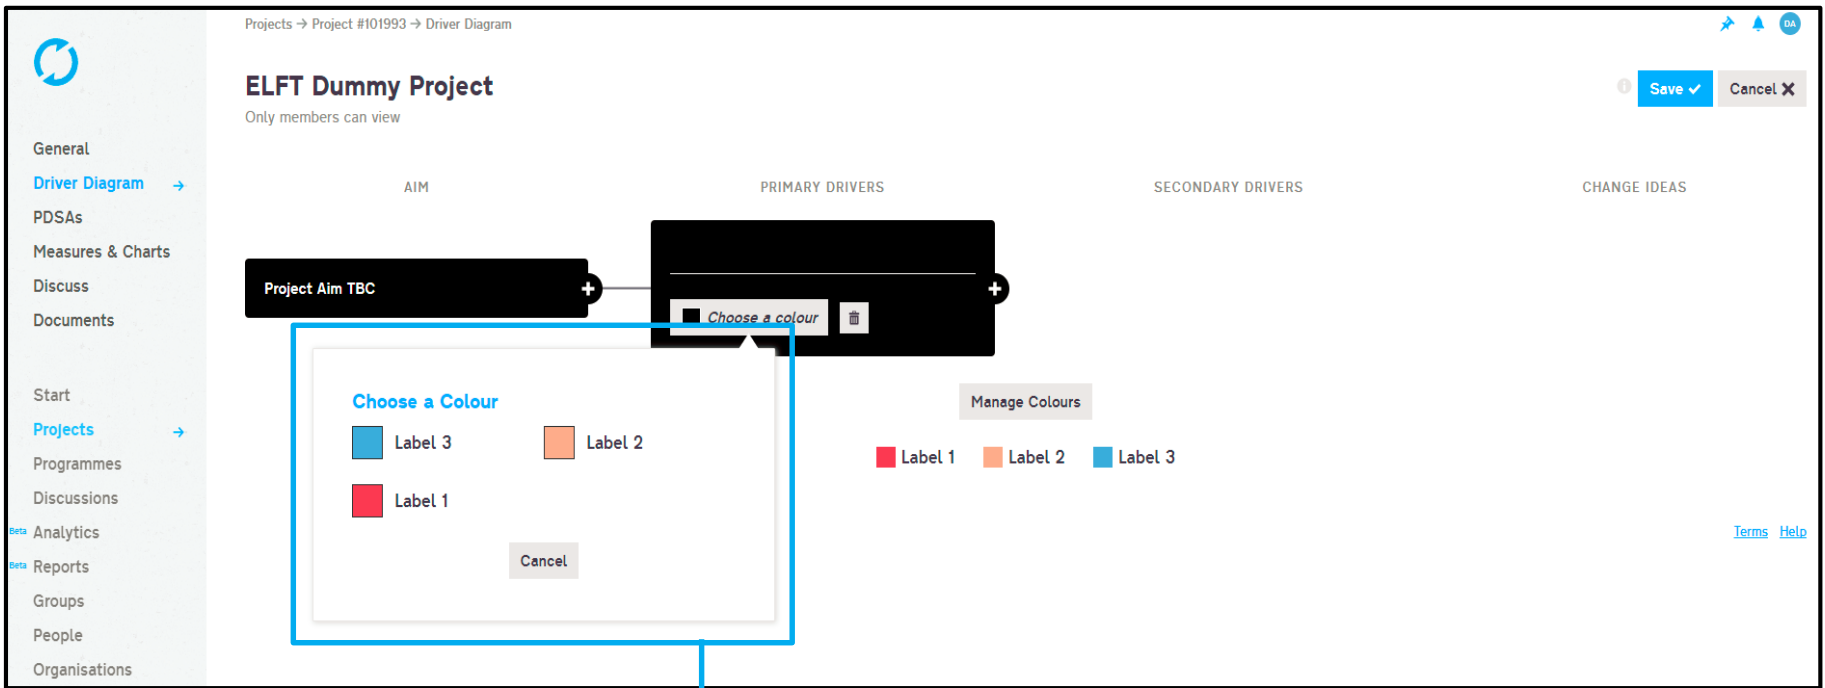 Projects → Project #101993 → Driver Diagram
DA
ELFT Dummy Project
Only members can view
Save ✓
Cancel ✕
General
Driver Diagram →
PDSAs
Measures & Charts
Discuss
Documents
Start
Projects →
Programmes
Discussions
Beta Analytics
Beta Reports
Groups
People
Organisations
AIM PRIMARY DRIVERS SECONDARY DRIVERS CHANGE IDEAS
Project Aim TBC +
+
Choose a colour
Choose a Colour
Label 3 Label 2
Label 1
Cancel
Manage Colours
Label 1 Label 2 Label 3
Terms Help